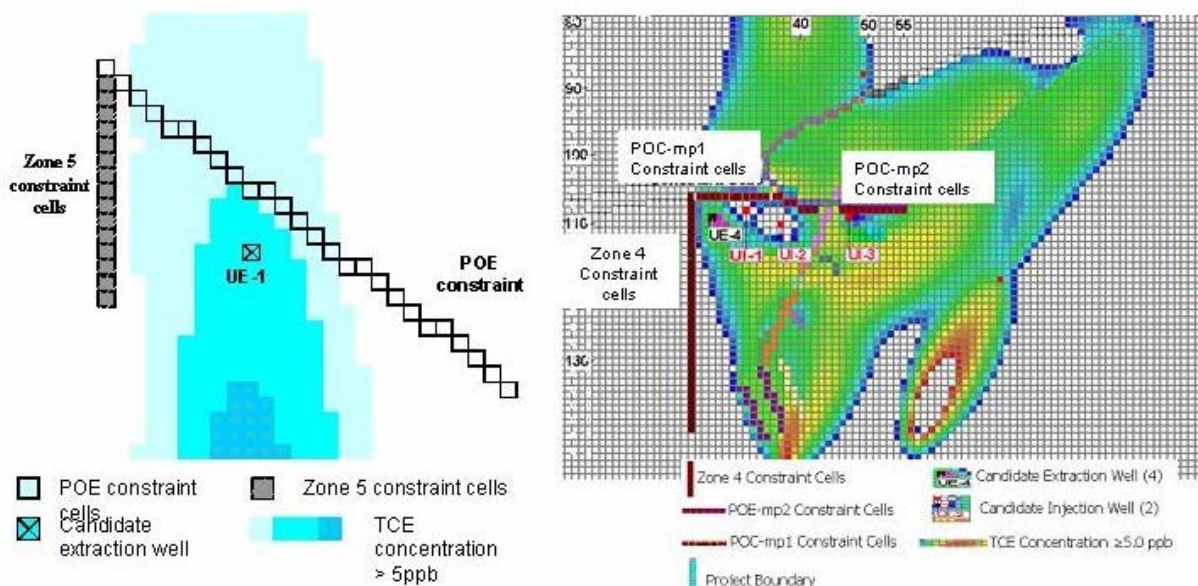 Zone 5
constraint
cells
UE -1
POE
constraint
POE constraint
cells
Zone 5 constraint cells
Candidate
extraction well
TCE
concentration
> 5ppb
40
50
55
90
100
110
130
POC-mp1
Constraint cells
POC-mp2
Constraint cells
UE-4
UI-1
UI-2
UI-3
Zone 4
Constraint
cells
Zone 4 Constraint Cells
POE-mp2 Constraint Cells
POC-mp1 Constraint Cells
Project Boundary
UE-4
Candidate Extraction Well (4)
Candidate Injection Well (2)
TCE Concentration ≥5.0 ppb